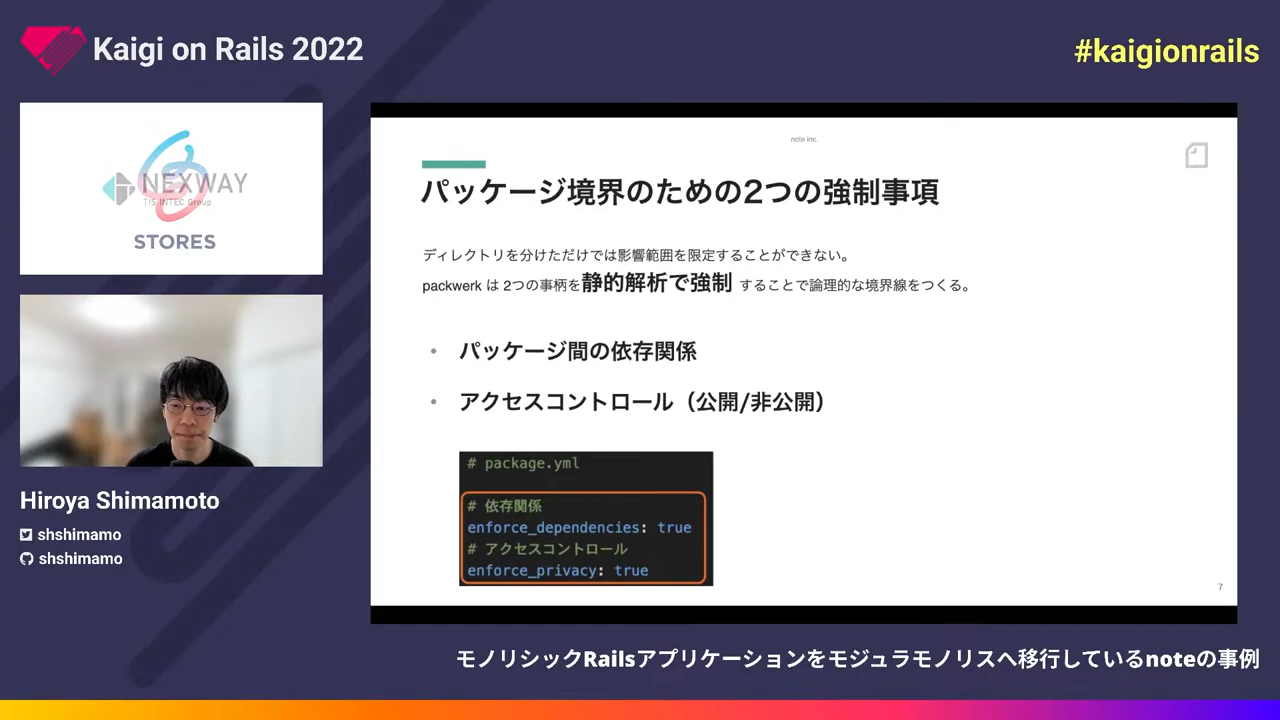 Kaigi on Rails 2022
#kaigionrails
NEXWAY
TIS INTEC Group
STORES
Hiroya Shimamoto
shshimamo
shshimamo
note inc.
パッケージ境界のための2つの強制事項
ディレクトリを分けただけでは影響範囲を限定することができない。
packwerk は 2つの事柄を静的解析で強制 することで論理的な境界線をつくる。
• パッケージ間の依存関係
• アクセスコントロール（公開/非公開）
# package.yml
# 依存関係
enforce_dependencies: true
# アクセスコントロール
enforce_privacy: true
7
モノリシックRailsアプリケーションをモジュラモノリスへ移行しているnoteの事例